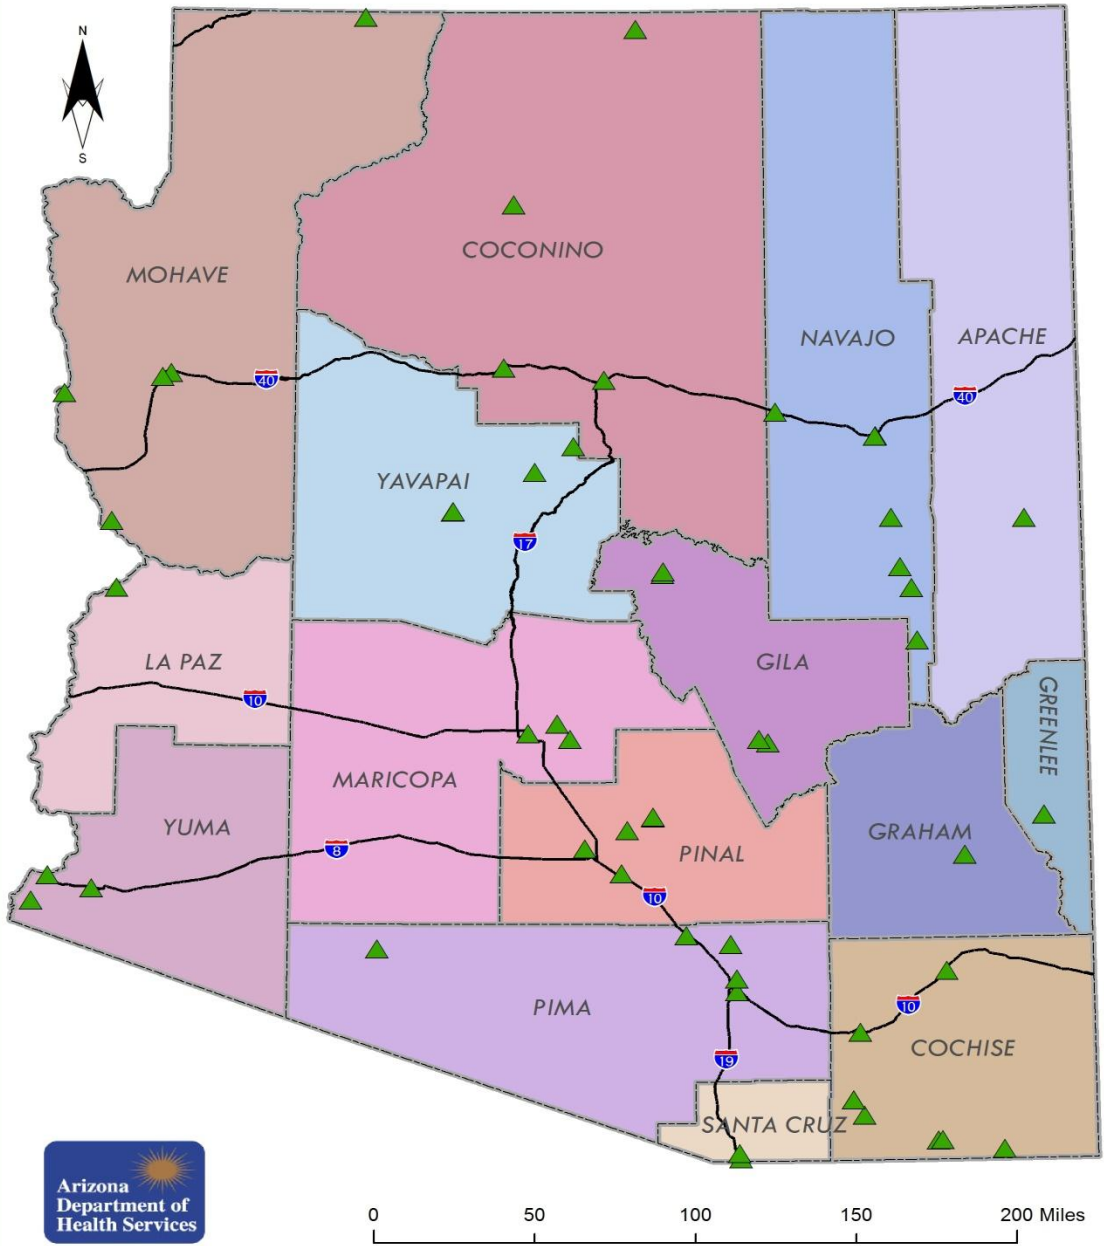 N
S
MOHAVE
COCONINO
NAVAJO
APACHE
40
40
YAVAPAI
17
LA PAZ
GILA
10
GREENLEE
MARICOPA
YUMA
GRAHAM
8
PINAL
10
PIMA
10
COCHISE
19
SANTA CRUZ
Arizona
Department of
Health Services
0 50 100 150 200 Miles